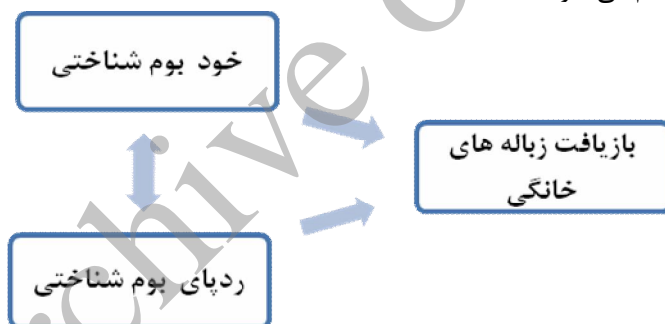 خود بوم شناختی
بازیافت زباله های
خانگی
ردپای بوم شناختی